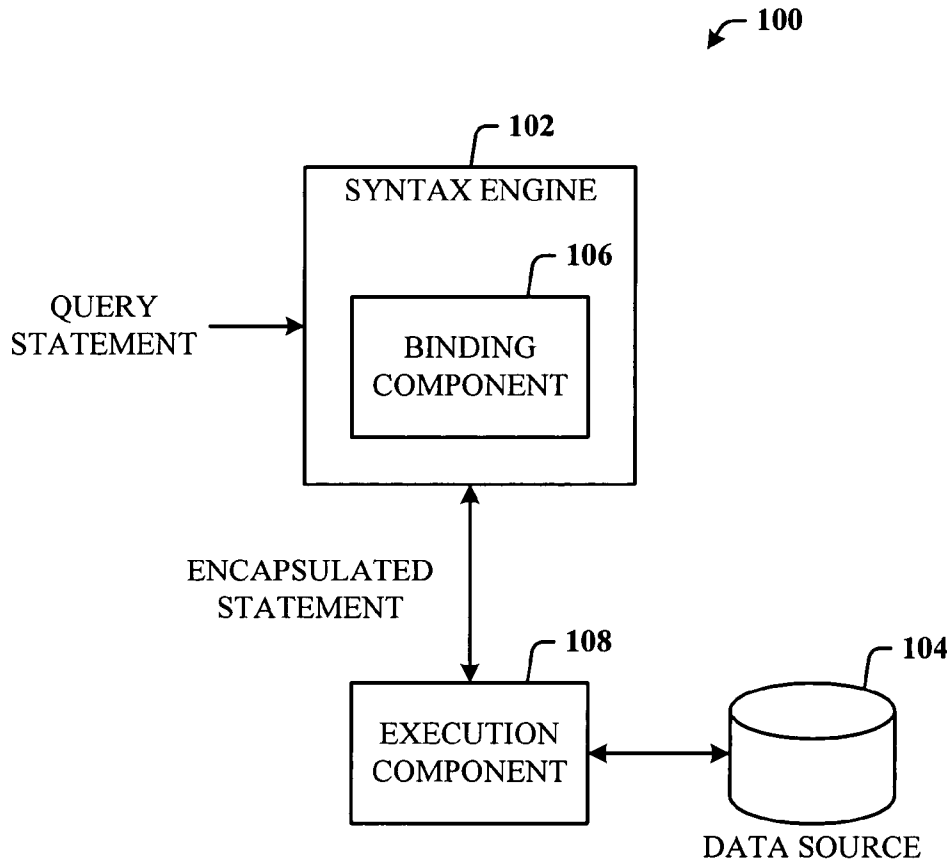 100
102
SYNTAX ENGINE
106
BINDING
COMPONENT
QUERY
STATEMENT
ENCAPSULATED
STATEMENT
108
EXECUTION
COMPONENT
104
DATA SOURCE